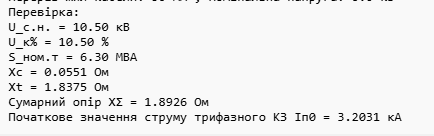 Перевірка:
U_с.н. = 10.50 кВ
U_к% = 10.50 %
S_ном.т = 6.30 МВА
Xc = 0.0551 Ом
Xt = 1.8375 Ом
Сумарний опір XΣ = 1.8926 Ом
Початкове значення струму трифазного КЗ Iп0 = 3.2031 кА